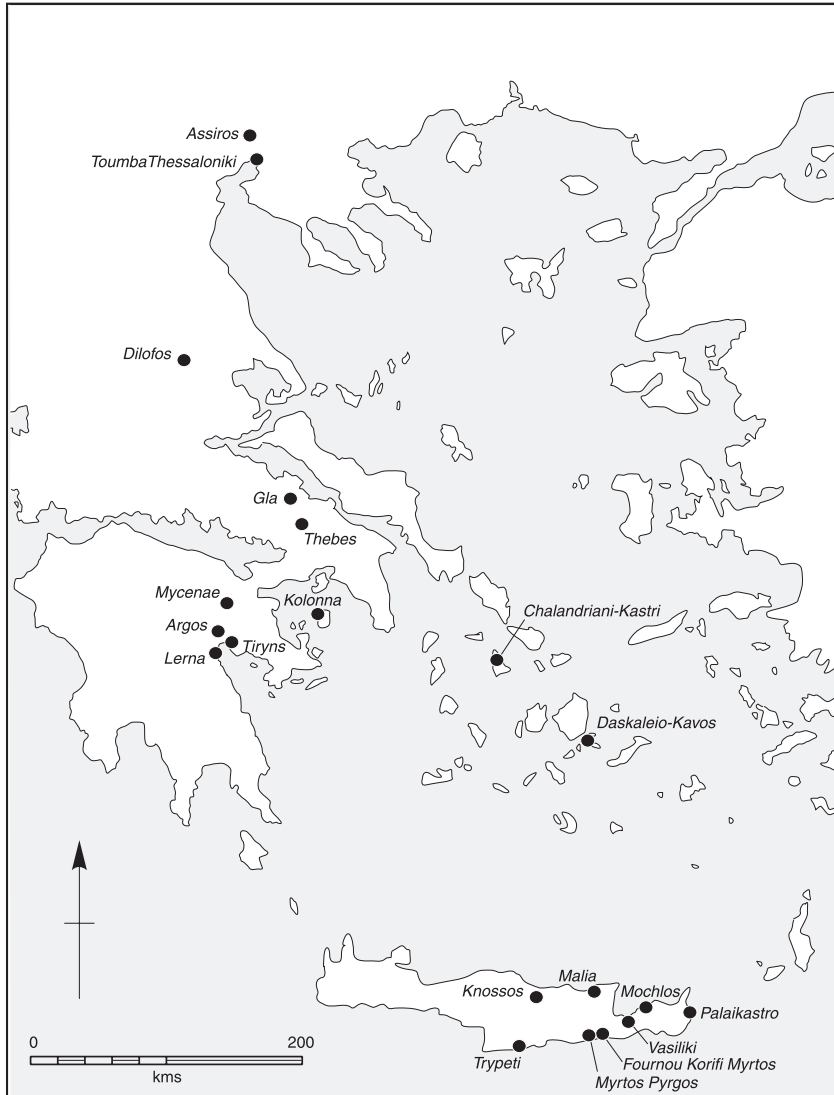 Assiros
ToumbaThessaloniki
Dilofos
Gla
Thebes
Mycenae
Kolonna
Chalandriani-Kastri
Argos
Tiryns
Lerna
Daskaleio-Kavos
Malia
Knossos
Mochlos
Palaikastro
0 200
kms
Vasiliki
Trypeti
Fournou Korifi Myrtos
Myrtos Pyrgos